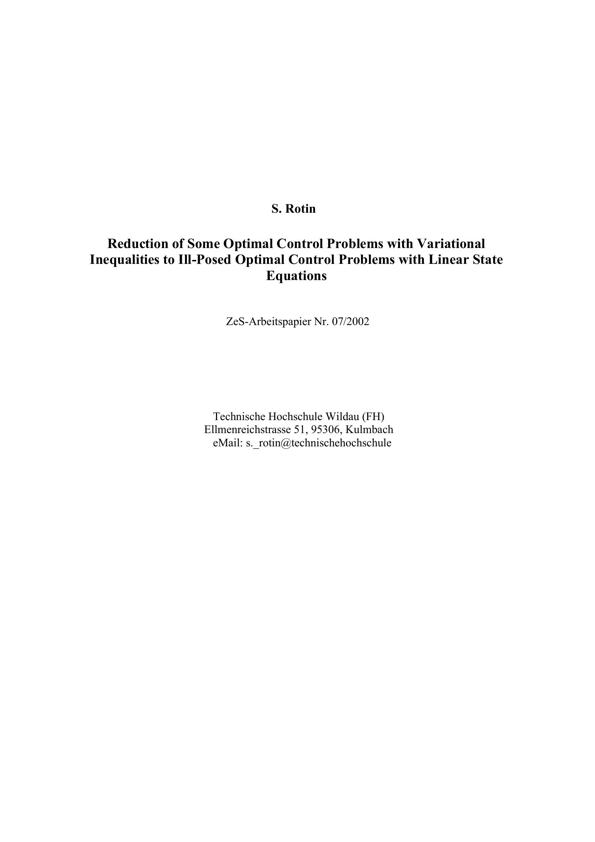 S. Rotin
Reduction of Some Optimal Control Problems with Variational
Inequalities to Ill-Posed Optimal Control Problems with Linear State
Equations
ZeS-Arbeitspapier Nr. 07/2002
Technische Hochschule Wildau (FH)
Ellmenreichstrasse 51, 95306, Kulmbach
eMail: s._rotin@technischehochschule